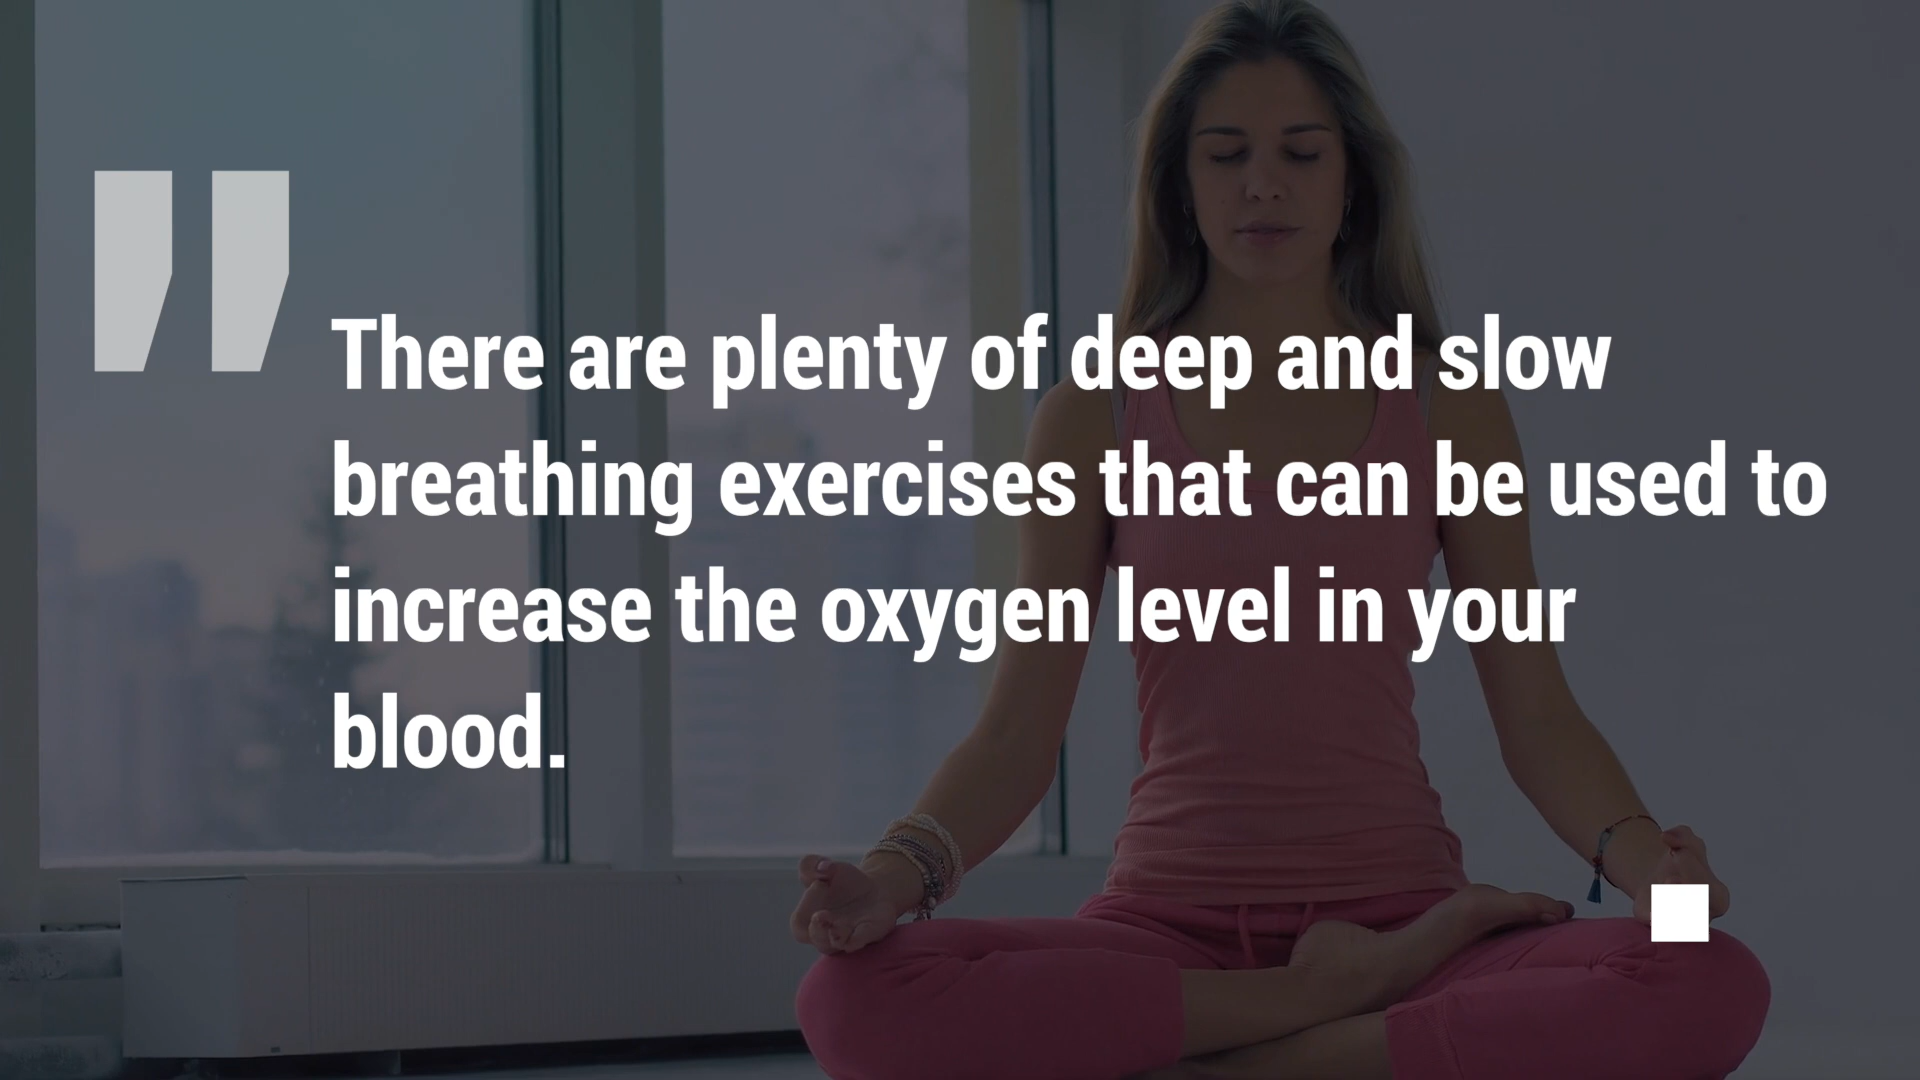 "
There are plenty of deep and slow
breathing exercises that can be used to
increase the oxygen level in your
blood.